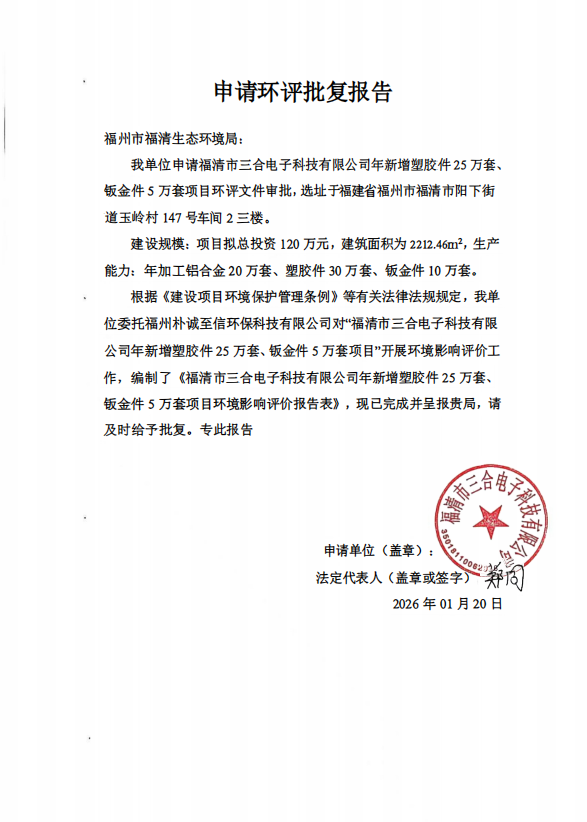 申请环评批复报告
福州市福清生态环境局：
我单位申请福清市三合电子科技有限公司年新增塑胶件 25 万套、
钣金件 5 万套项目环评文件审批，选址于福建省福州市福清市阳下街
道玉岭村 147 号车间 2 三楼。
建设规模：项目拟总投资 120 万元，建筑面积为 2212.46m²，生产
能力：年加工铝合金 20 万套、塑胶件 30 万套、钣金件 10 万套。
根据《建设项目环境保护管理条例》等有关法律法规规定，我单
位委托福州朴诚至信环保科技有限公司对“福清市三合电子科技有限
公司年新增塑胶件 25 万套、钣金件 5 万套项目”开展环境影响评价工
作，编制了《福清市三合电子科技有限公司年新增塑胶件 25 万套、
钣金件 5 万套项目环境影响评价报告表》，现已完成并呈报贵局，请
及时给予批复。专此报告
福清市三合电子科技有限公司
申请单位（盖章）：
法定代表人（盖章或签字）
2026 年 01 月 20 日